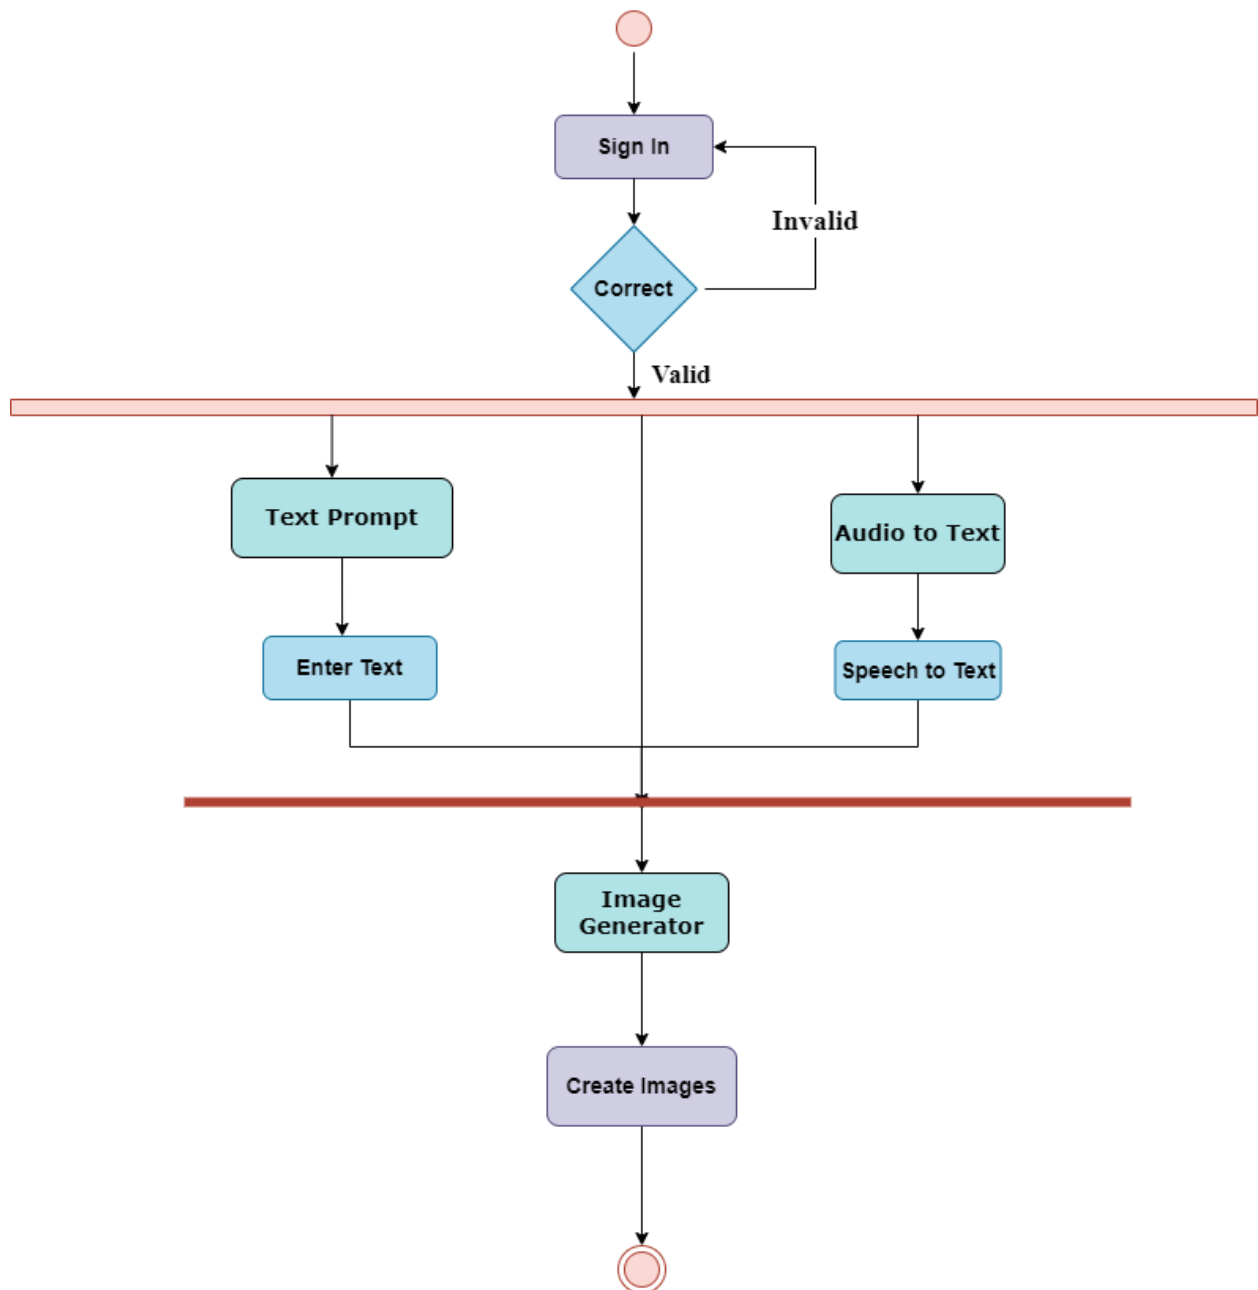 Sign In
Invalid
Correct
Valid
Text Prompt
Audio to Text
Enter Text
Speech to Text
Image
Generator
Create Images